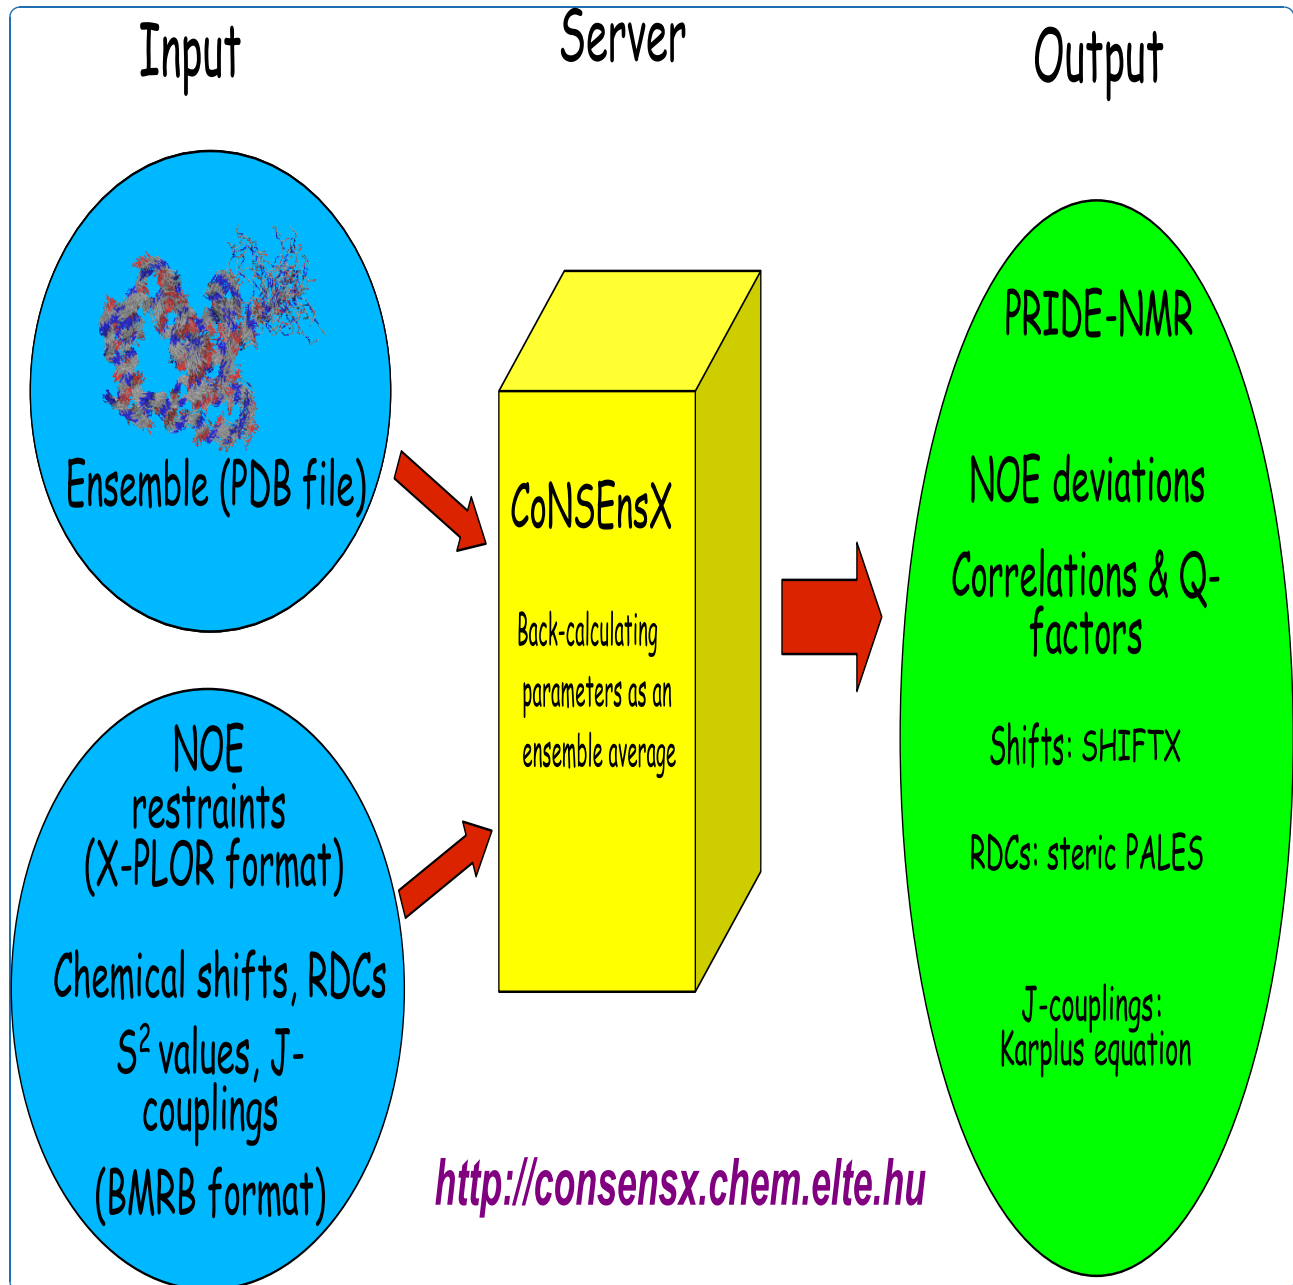 Input
Server
Output
Ensemble (PDB file)
NOE
restraints
(X-PLOR format)
Chemical shifts, RDCs
S² values, J-
couplings
(BMRB format)
CoNSEnsX
Back-calculating
parameters as an
ensemble average
http://consensx.chem.elte.hu
PRIDE-NMR
NOE deviations
Correlations & Q-
factors
Shifts: SHIFTX
RDCs: steric PALES
J-couplings:
Karplus equation